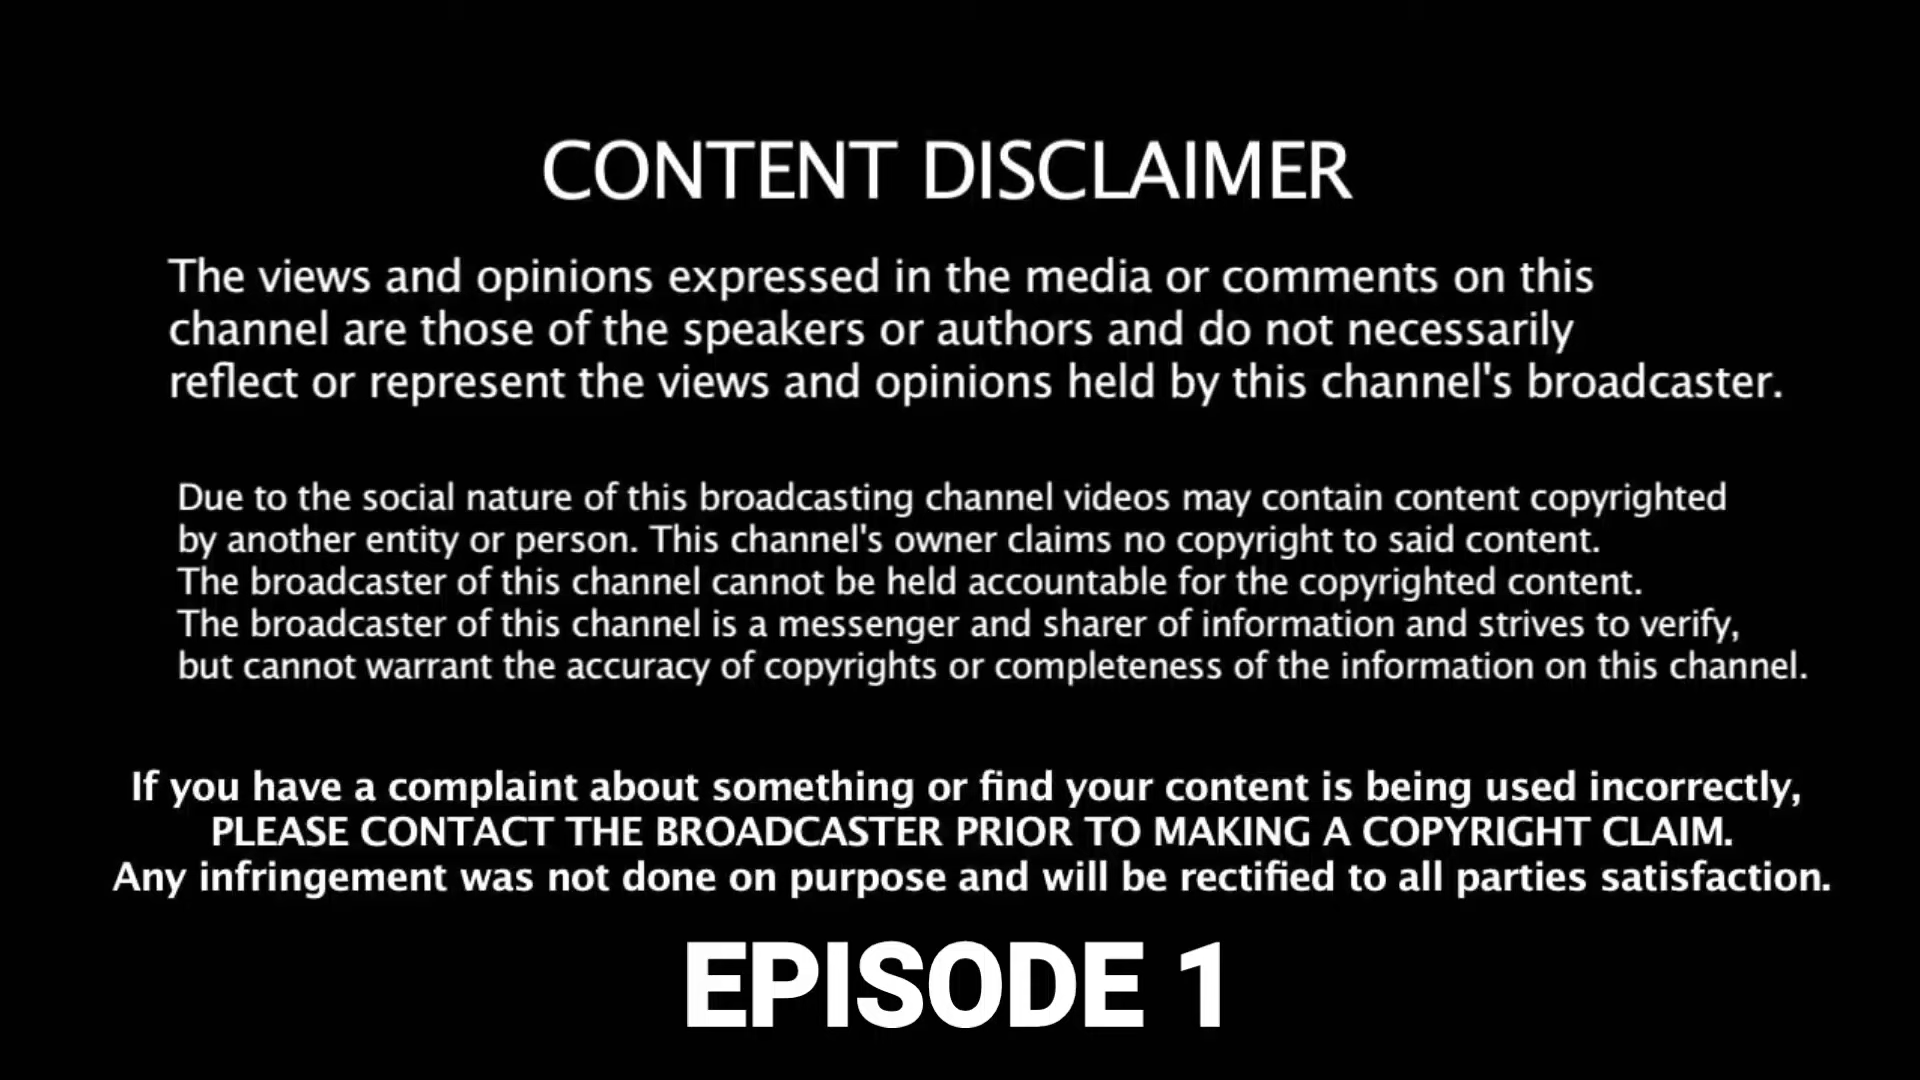 CONTENT DISCLAIMER
The views and opinions expressed in the media or comments on this
channel are those of the speakers or authors and do not necessarily
reflect or represent the views and opinions held by this channel's broadcaster.
Due to the social nature of this broadcasting channel videos may contain content copyrighted
by another entity or person. This channel's owner claims no copyright to said content.
The broadcaster of this channel cannot be held accountable for the copyrighted content.
The broadcaster of this channel is a messenger and sharer of information and strives to verify,
but cannot warrant the accuracy of copyrights or completeness of the information on this channel.
If you have a complaint about something or find your content is being used incorrectly,
PLEASE CONTACT THE BROADCASTER PRIOR TO MAKING A COPYRIGHT CLAIM.
Any infringement was not done on purpose and will be rectified to all parties satisfaction.
EPISODE 1